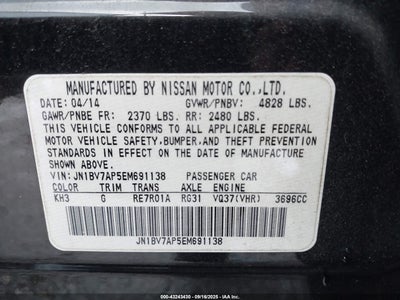 MANUFACTURED BY NISSAN MOTOR CO.,LTD.
DATE: 04/14 GVWR/PNBV: 4828 LBS.
GAWR/PNBE FR: 2370 LBS. RR: 2480 LBS.
THIS VEHICLE CONFORMS TO ALL APPLICABLE FEDERAL
MOTOR VEHICLE SAFETY, BUMPER, AND THEFT PREVENTION
STANDARDS IN EFFECT ON THE DATE OF MANUFACTURE
SHOWN ABOVE.
VIN: JN1BV7AP5EM691138 PASSENGER CAR
COLOR TRIM TRANS AXLE ENGINE
KH3 G RE7R01A RG31 VQ37(VHR) 3696CC
JN1BV7AP5EM691138
000-43243430 - 09/16/2025 - IAAI.COM